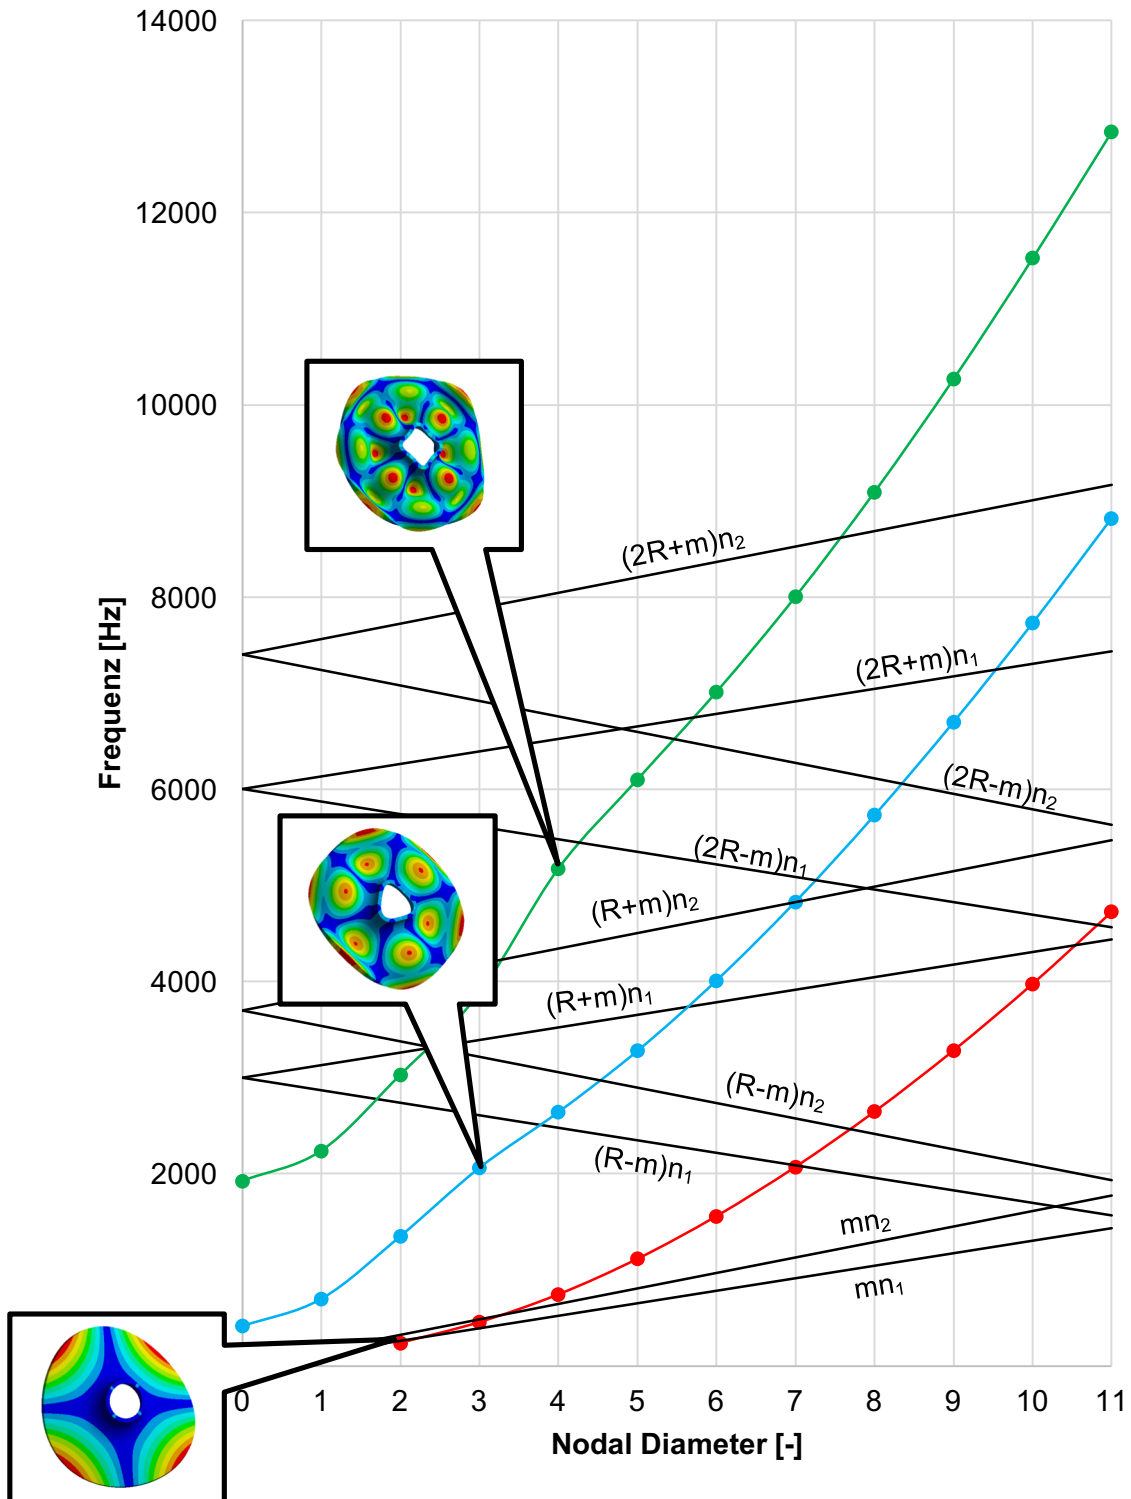 14000
12000
10000
8000
6000
4000
2000
Frequenz [Hz]
(2R+m)n₂
(2R+m)n₁
(2R-m)n₂
(2R-m)n₁
(R+m)n₂
(R+m)n₁
(R-m)n₂
(R-m)n₁
mn₂
mn₁
0 1 2 3 4 5 6 7 8 9 10 11
Nodal Diameter [-]